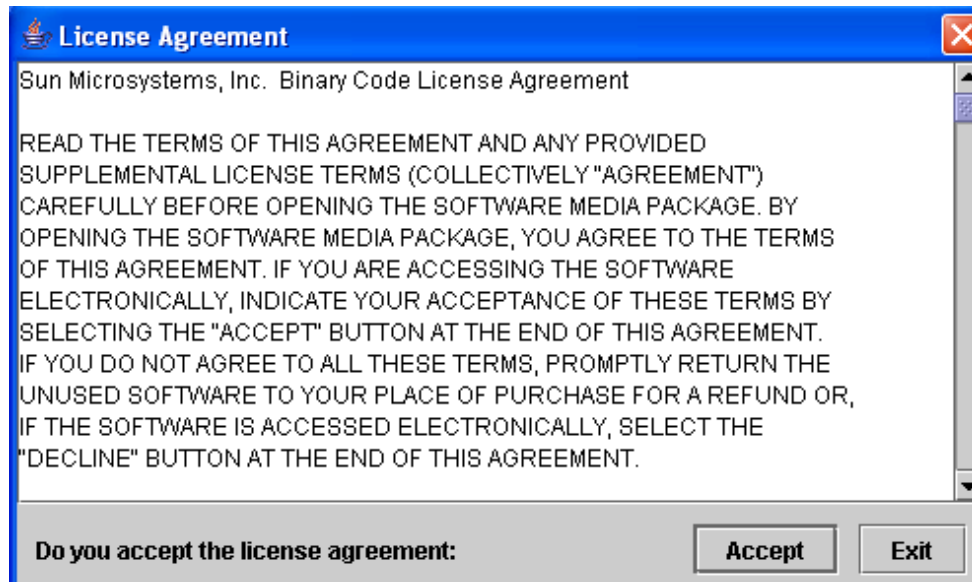 License Agreement
Sun Microsystems, Inc.  Binary Code License Agreement
READ THE TERMS OF THIS AGREEMENT AND ANY PROVIDED
SUPPLEMENTAL LICENSE TERMS (COLLECTIVELY "AGREEMENT")
CAREFULLY BEFORE OPENING THE SOFTWARE MEDIA PACKAGE. BY
OPENING THE SOFTWARE MEDIA PACKAGE, YOU AGREE TO THE TERMS
OF THIS AGREEMENT. IF YOU ARE ACCESSING THE SOFTWARE
ELECTRONICALLY, INDICATE YOUR ACCEPTANCE OF THESE TERMS BY
SELECTING THE "ACCEPT" BUTTON AT THE END OF THIS AGREEMENT.
IF YOU DO NOT AGREE TO ALL THESE TERMS, PROMPTLY RETURN THE
UNUSED SOFTWARE TO YOUR PLACE OF PURCHASE FOR A REFUND OR,
IF THE SOFTWARE IS ACCESSED ELECTRONICALLY, SELECT THE
"DECLINE" BUTTON AT THE END OF THIS AGREEMENT.
Do you accept the license agreement: Accept Exit